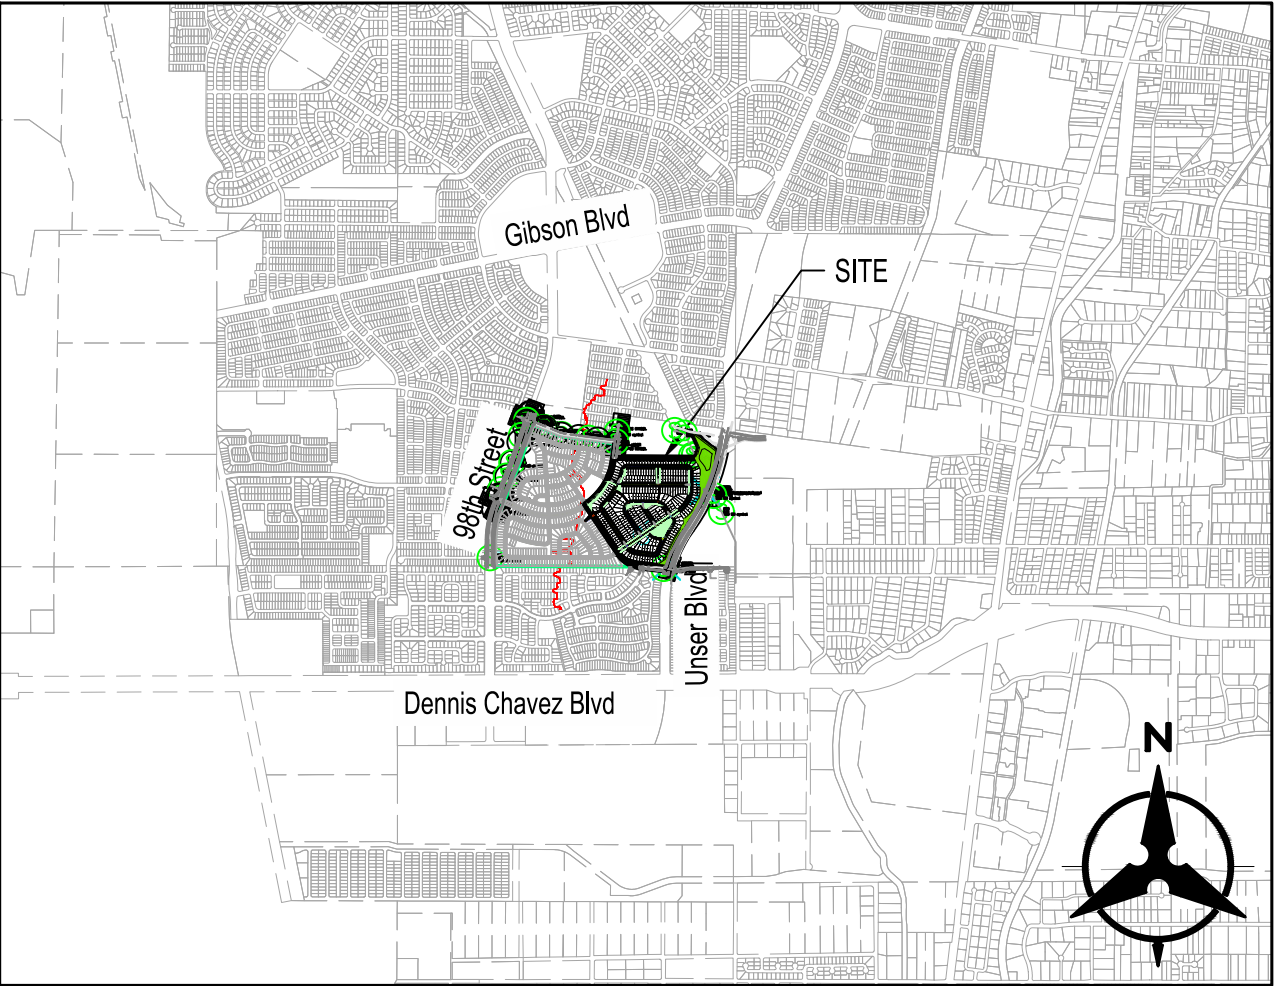 Gibson Blvd
SITE
98th Street
Unser Blvd
Dennis Chavez Blvd
N